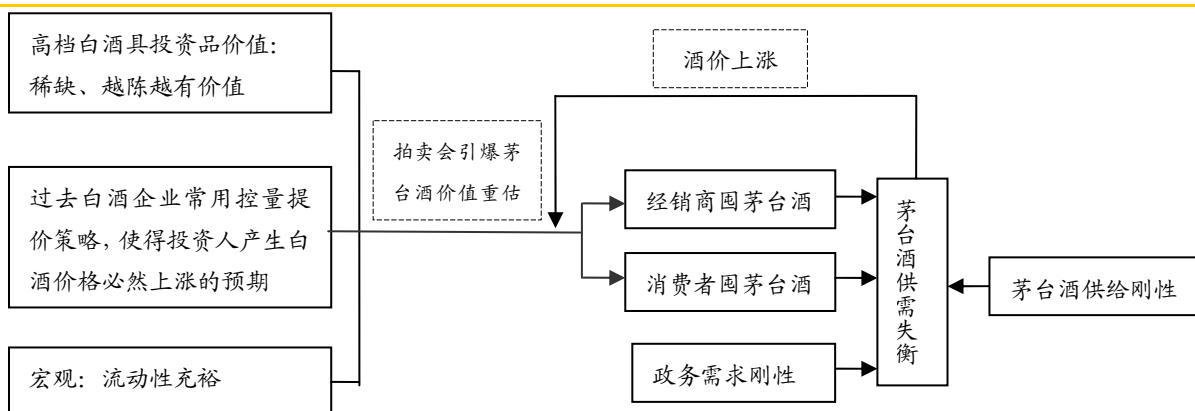 高档白酒具投资品价值：
稀缺、越陈越有价值
过去白酒企业常用控量提
价策略，使得投资人产生白
酒价格必然上涨的预期
宏观：流动性充裕
拍卖会引爆茅
台酒价值重估
酒价上涨
经销商囤茅台酒
消费者囤茅台酒
政务需求刚性
茅台酒供需失衡
茅台酒供给刚性